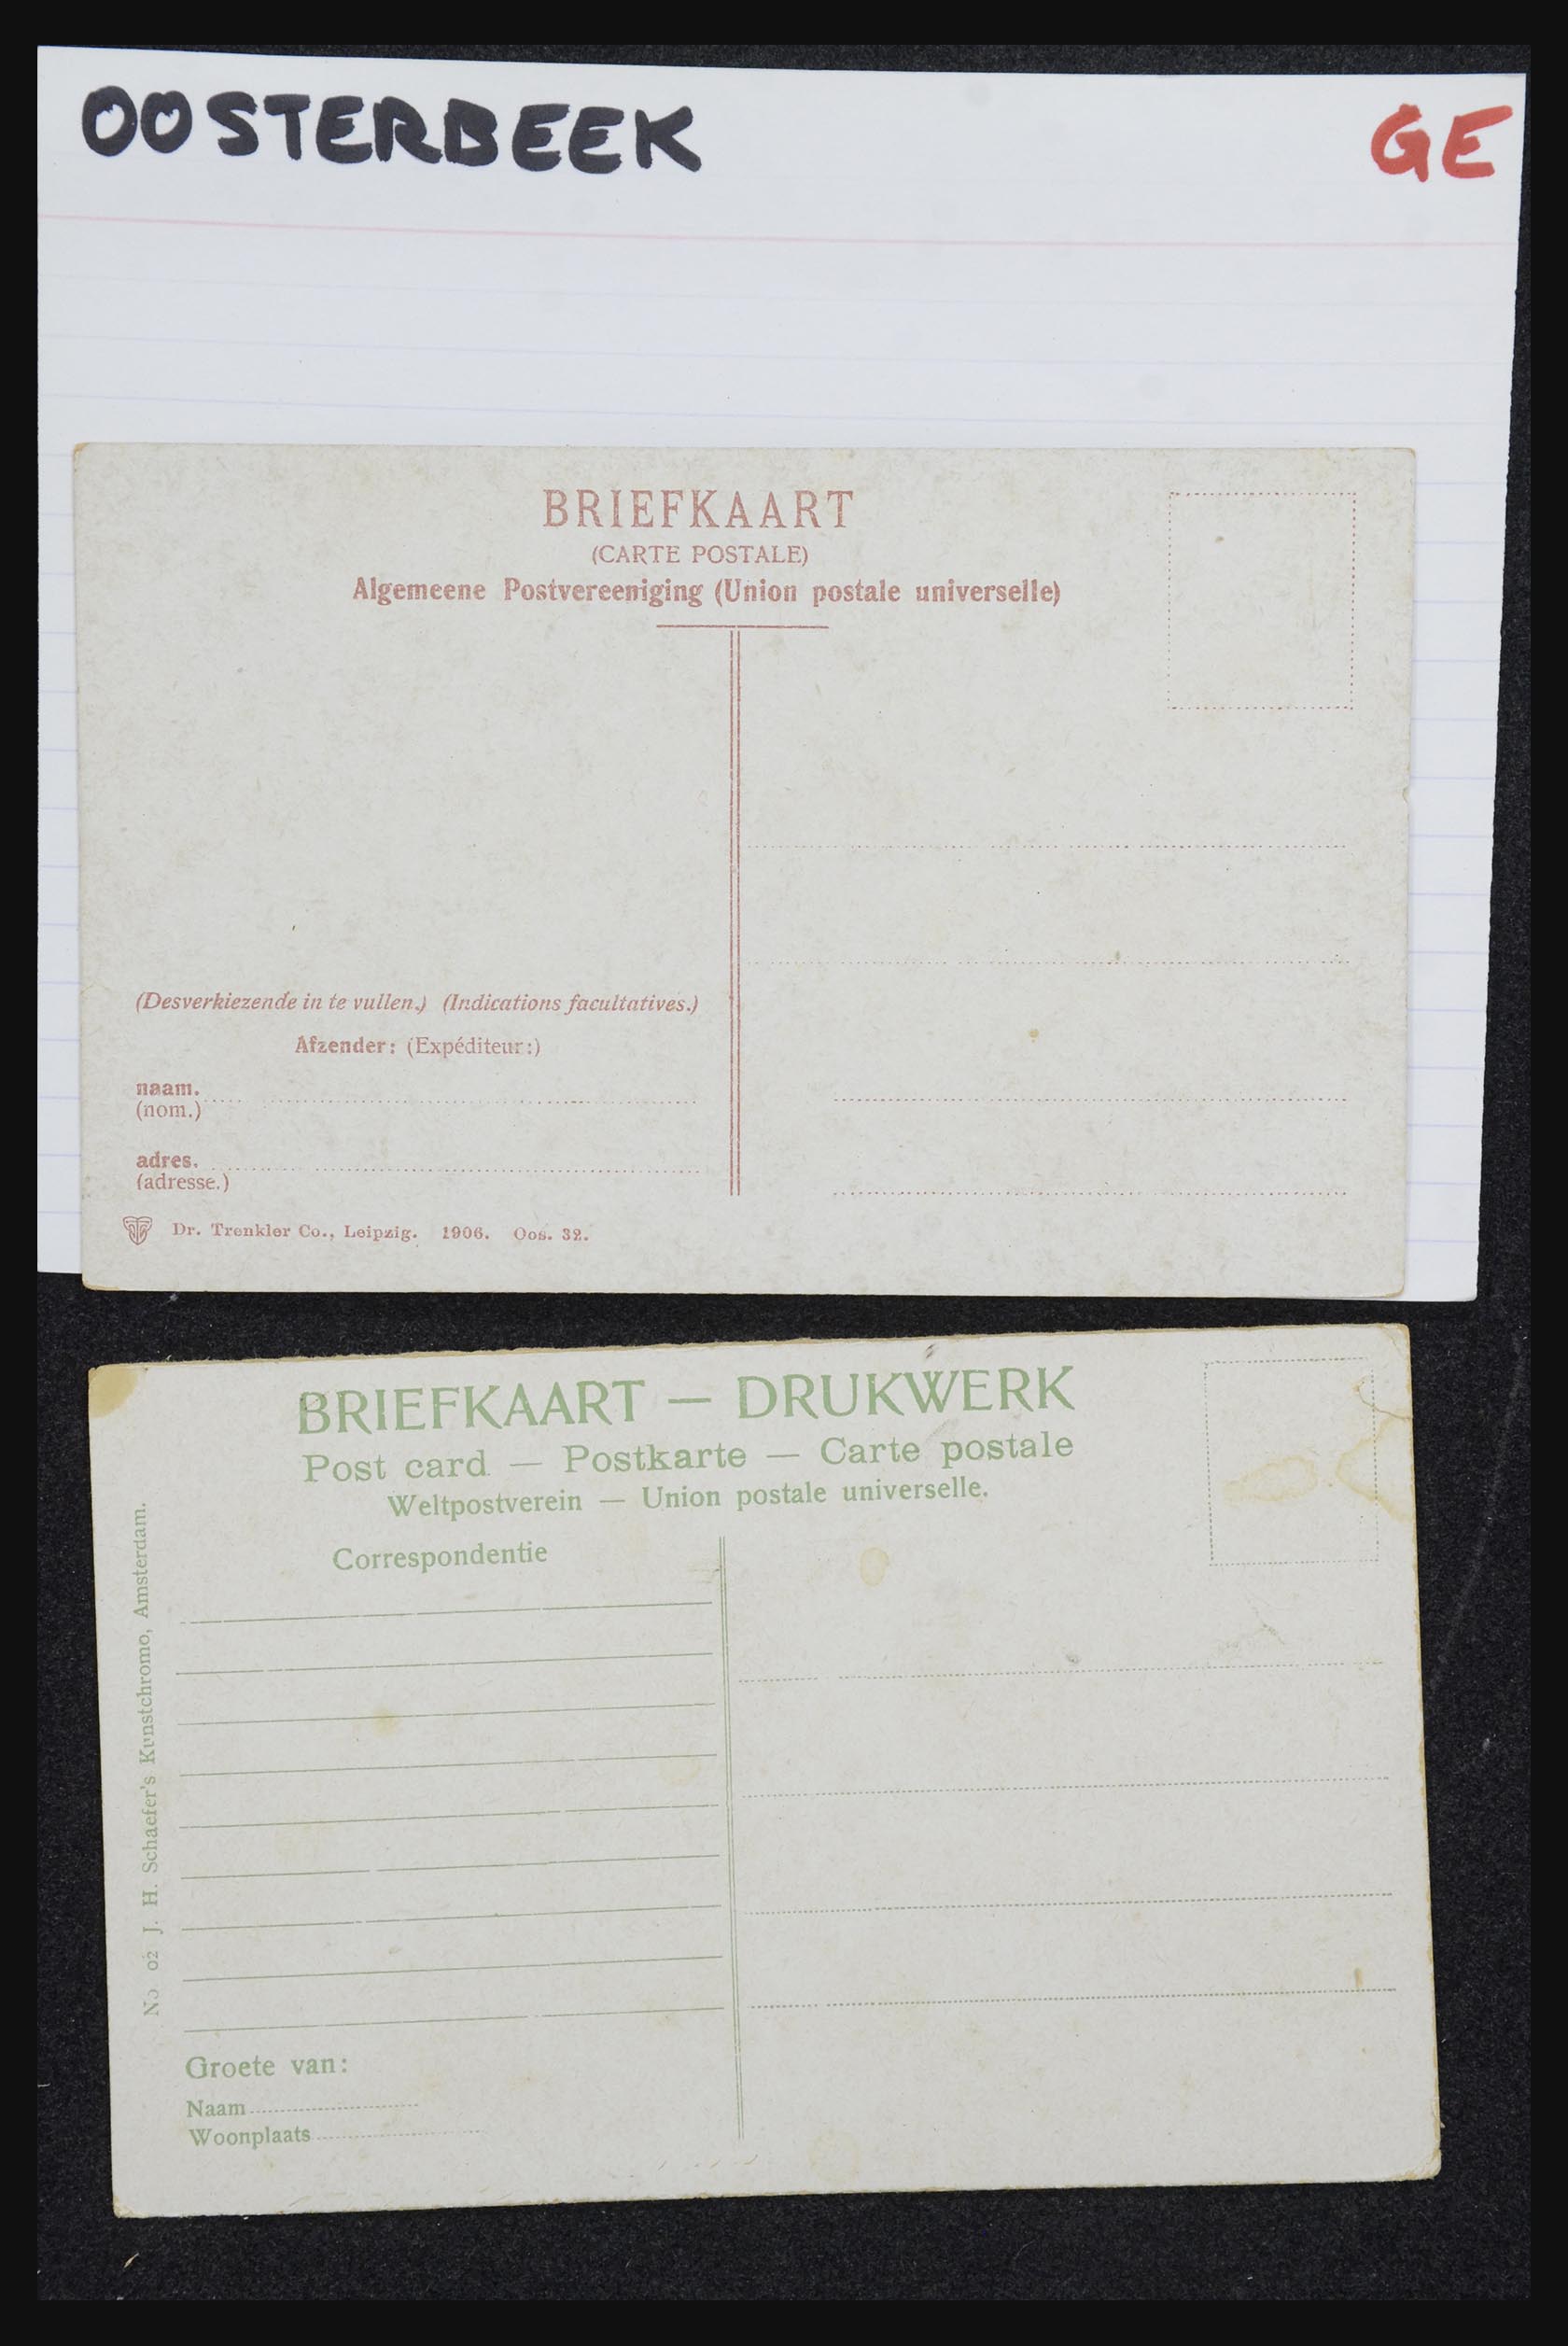 OOSTERBEEK GE
BRIEFKAART
(CARTE POSTALE)
Algemeene Postvereeniging (Union postale universelle)
(Desverkiezende in te vullen.) (Indications facultatives.)
Afzender: (Expéditeur:)
naam.
(nom.)
adres.
(adresse.)
Dr. Trenkler Co., Leipzig. 1906. Oos. 32.
BRIEFKAART — DRUKWERK
Post card — Postkarte — Carte postale
Weltpostverein — Union postale universelle.
Correspondentie
No 02 J. H. Schaefer's Kunstchromo, Amsterdam.
Groete van:
Naam
Woonplaats